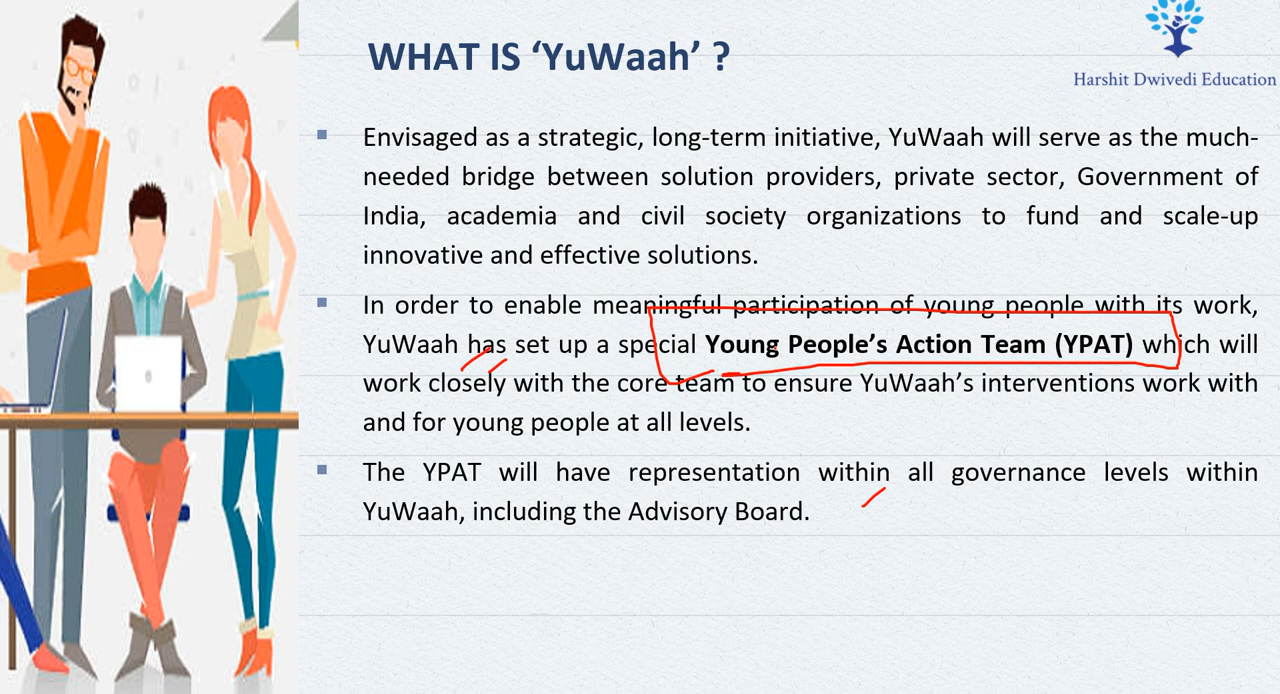 WHAT IS ‘YuWaah’ ?
Harshit Dwivedi Education
Envisaged as a strategic, long-term initiative, YuWaah will serve as the much-
needed bridge between solution providers, private sector, Government of
India, academia and civil society organizations to fund and scale-up
innovative and effective solutions.
In order to enable meaningful participation of young people with its work,
YuWaah has set up a special Young People’s Action Team (YPAT) which will
work closely with the core team to ensure YuWaah’s interventions work with
and for young people at all levels.
The YPAT will have representation within all governance levels within
YuWaah, including the Advisory Board.